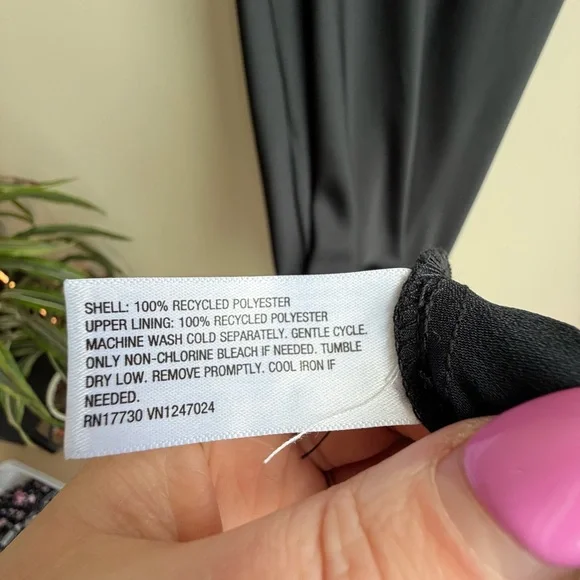 SHELL: 100% RECYCLED POLYESTER
UPPER LINING: 100% RECYCLED POLYESTER
MACHINE WASH COLD SEPARATELY. GENTLE CYCLE.
ONLY NON-CHLORINE BLEACH IF NEEDED. TUMBLE
DRY LOW. REMOVE PROMPTLY. COOL IRON IF
NEEDED.
RN17730 VN1247024